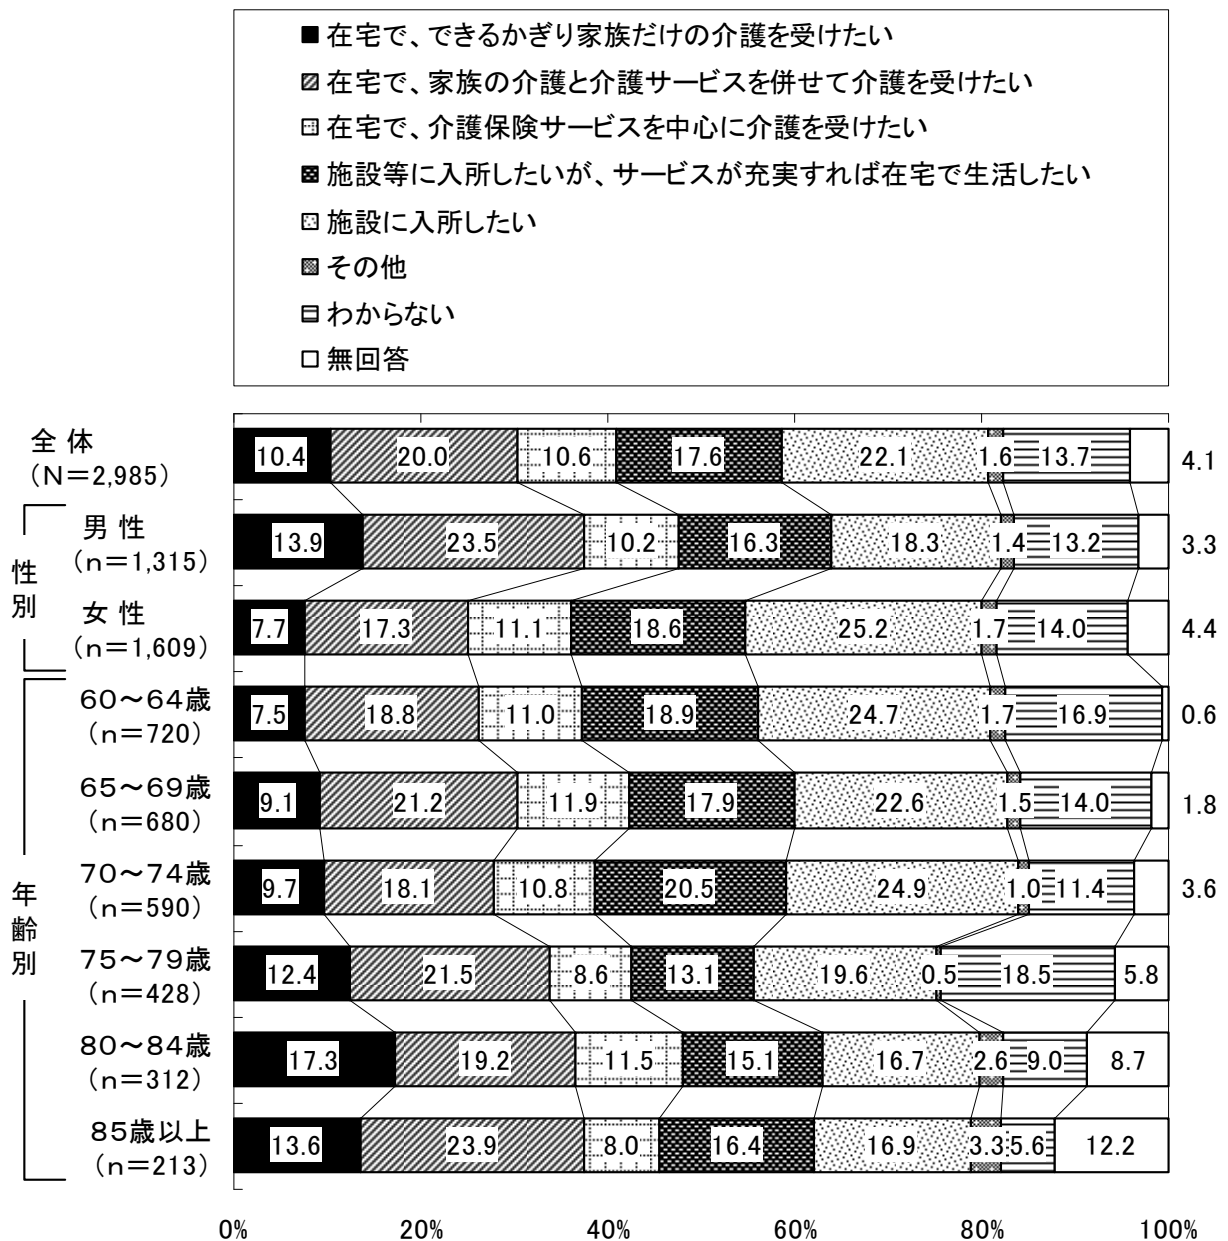 在宅で、できるかぎり家族だけの介護を受けたい
在宅で、家族の介護と介護サービスを併せて介護を受けたい
在宅で、介護保険サービスを中心に介護を受けたい
施設等に入所したいが、サービスが充実すれば在宅で生活したい
施設に入所したい
その他
わからない
無回答
全体
(N=2,985)
10.4 20.0 10.6 17.6 22.1 1.6 13.7 4.1
性別
男性
(n=1,315)
13.9 23.5 10.2 16.3 18.3 1.4 13.2 3.3
女性
(n=1,609)
7.7 17.3 11.1 18.6 25.2 1.7 14.0 4.4
年齢別
60～64歳
(n=720)
7.5 18.8 11.0 18.9 24.7 1.7 16.9 0.6
65～69歳
(n=680)
9.1 21.2 11.9 17.9 22.6 1.5 14.0 1.8
70～74歳
(n=590)
9.7 18.1 10.8 20.5 24.9 1.0 11.4 3.6
75～79歳
(n=428)
12.4 21.5 8.6 13.1 19.6 0.5 18.5 5.8
80～84歳
(n=312)
17.3 19.2 11.5 15.1 16.7 2.6 9.0 8.7
85歳以上
(n=213)
13.6 23.9 8.0 16.4 16.9 3.3 5.6 12.2
0% 20% 40% 60% 80% 100%